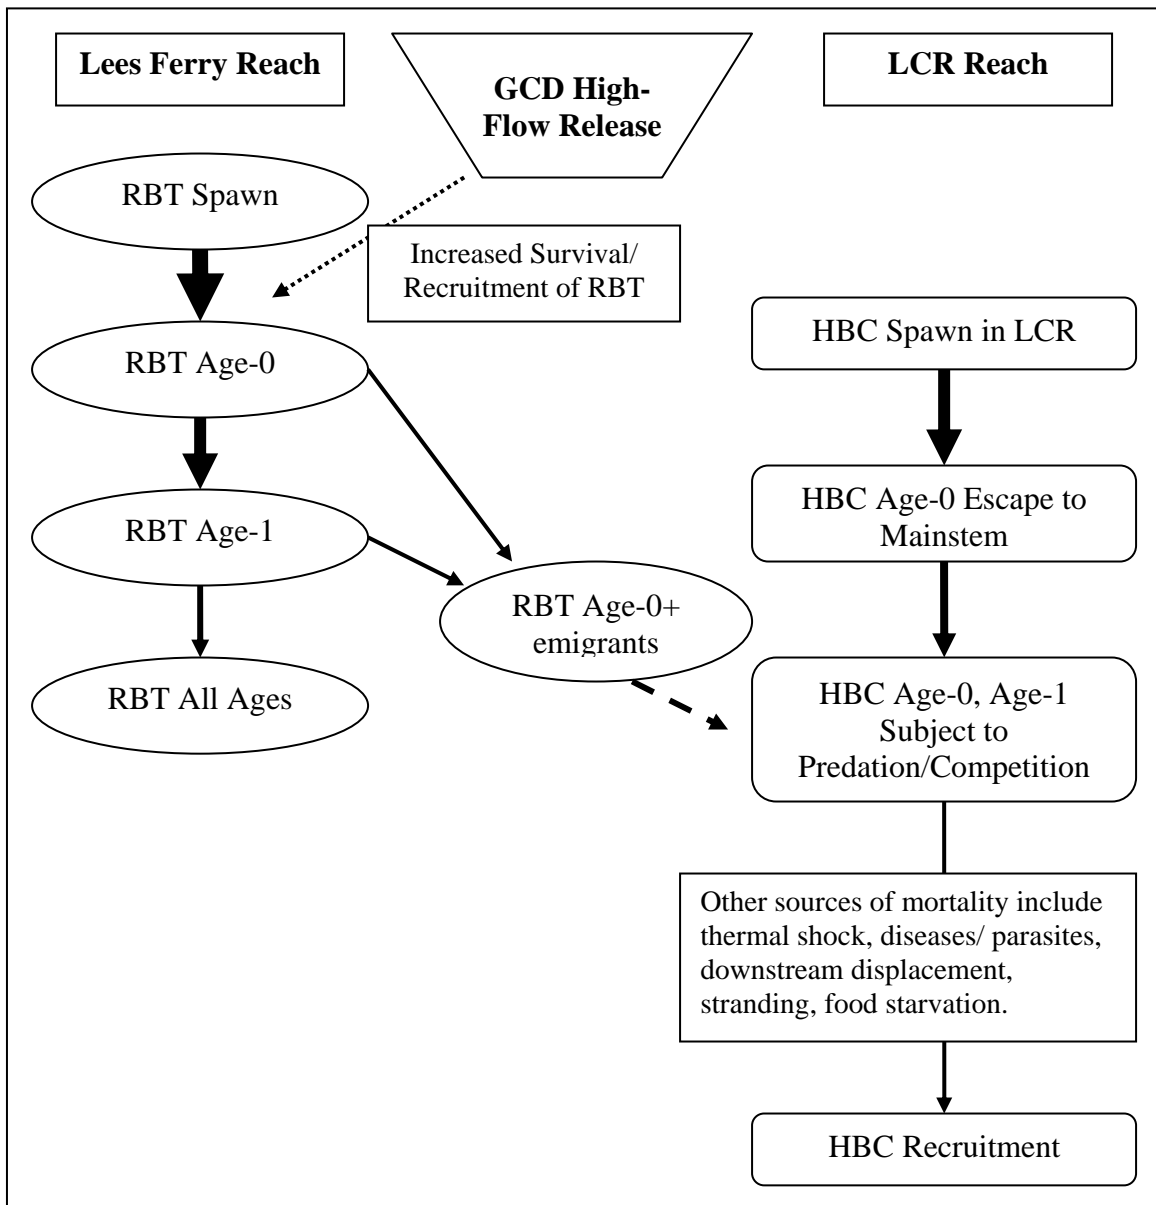 Lees Ferry Reach
GCD High-
Flow Release
LCR Reach
RBT Spawn
Increased Survival/
Recruitment of RBT
RBT Age-0
RBT Age-1
RBT All Ages
RBT Age-0+
emigrants
HBC Spawn in LCR
HBC Age-0 Escape to
Mainstem
HBC Age-0, Age-1
Subject to
Predation/Competition
Other sources of mortality include
thermal shock, diseases/ parasites,
downstream displacement,
stranding, food starvation.
HBC Recruitment